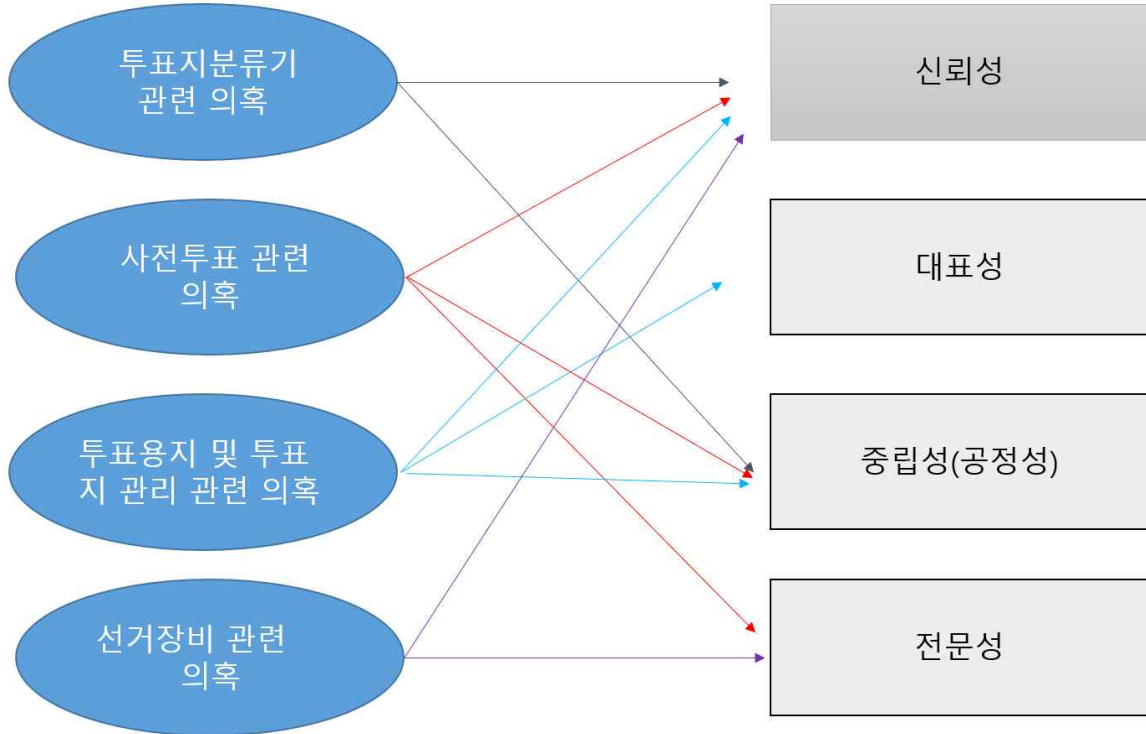 투표지분류기
관련 의혹
신뢰성
사전투표 관련
의혹
대표성
투표용지 및 투표
지 관리 관련 의혹
중립성(공정성)
선거장비 관련
의혹
전문성